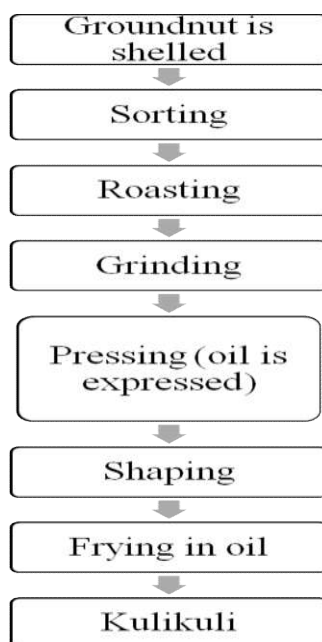 Groundnut is
shelled
Sorting
Roasting
Grinding
Pressing (oil is
expressed)
Shaping
Frying in oil
Kulikuli